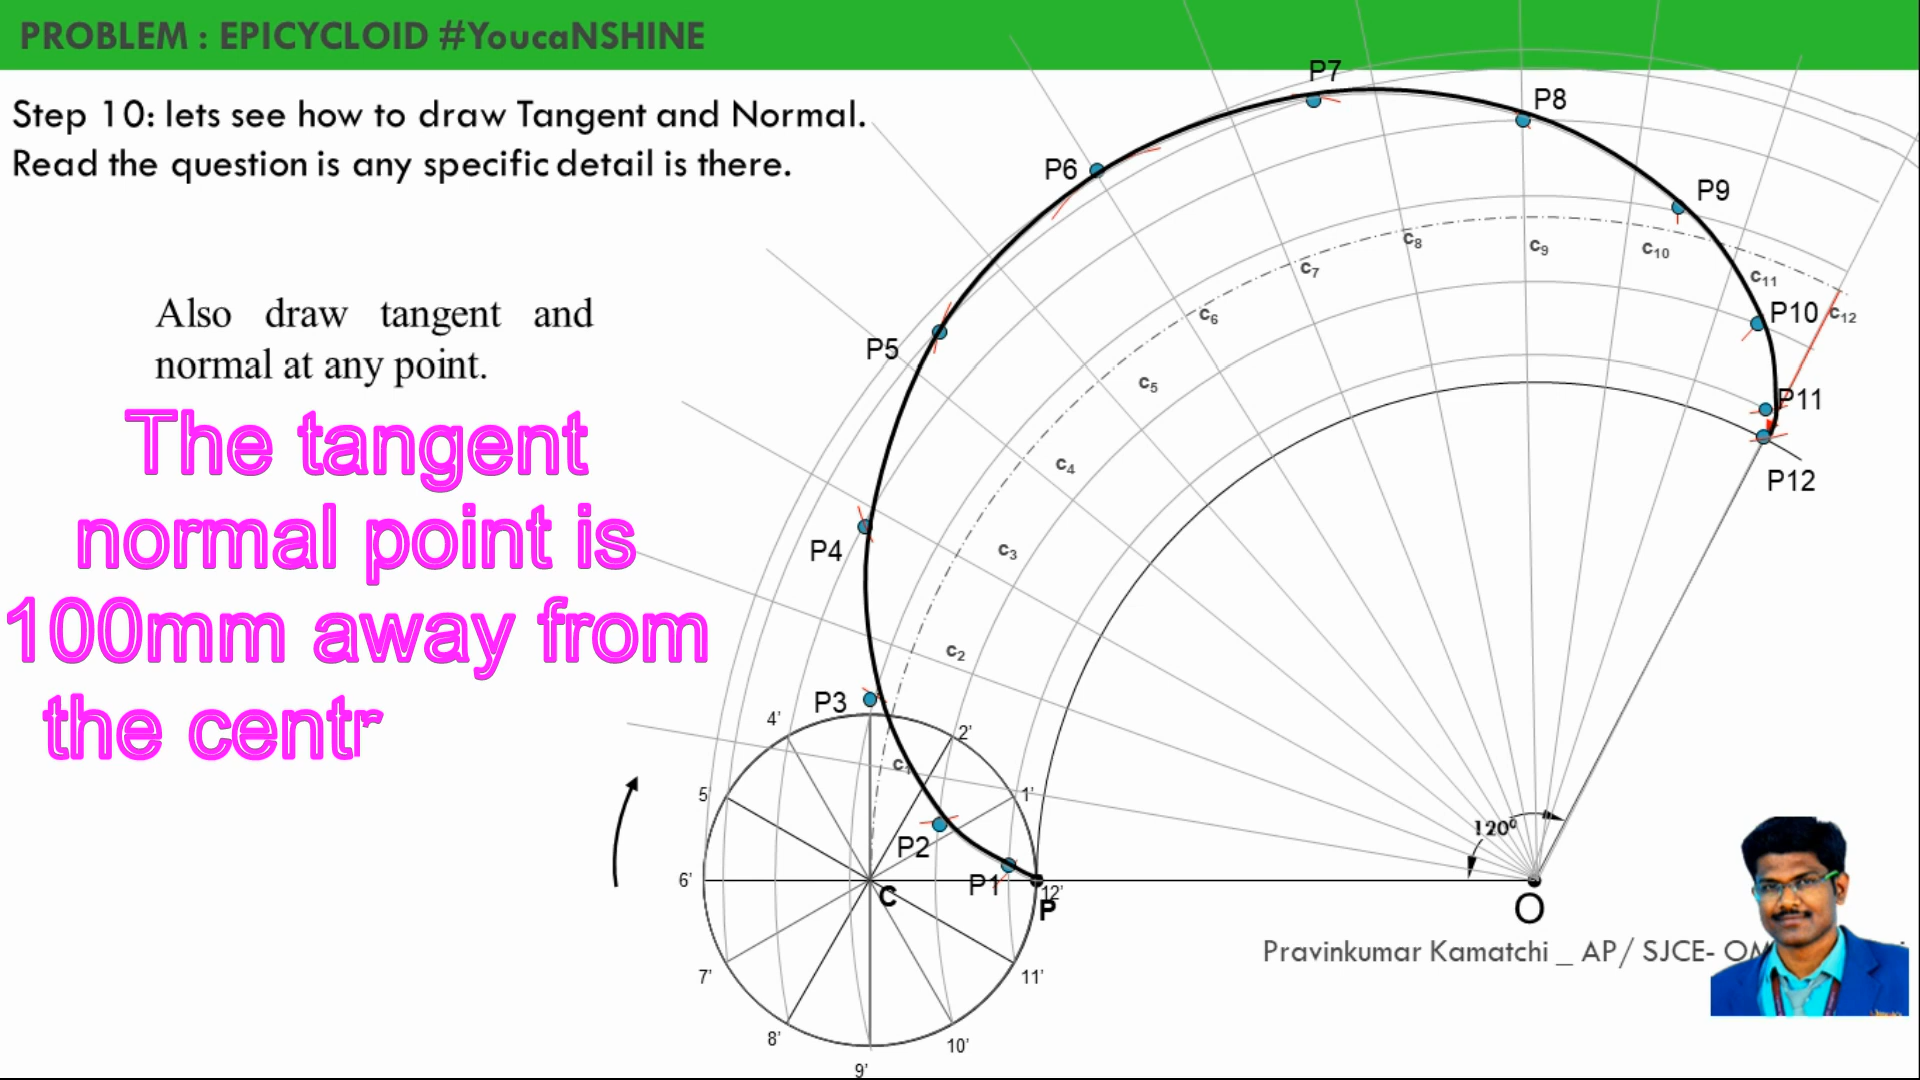 PROBLEM : EPICYCLOID #YoucaNSHINE
Step 10: lets see how to draw Tangent and Normal.
Read the question is any specific detail is there.
Also draw tangent and
normal at any point.
The tangent
normal point is
100mm away from
the centr
P7
P8
P6
P9
P5
P10
P11
P12
P4
P3
P2
P1
c₁
c₂
c₃
c₄
c₅
c₆
c₇
c₈
c₉
c₁₀
c₁₁
c₁₂
1’
2’
4’
5
6’
7’
8’
9’
10’
11’
12’
C
P
O
120⁰
Pravinkumar Kamatchi _ AP/ SJCE- OM